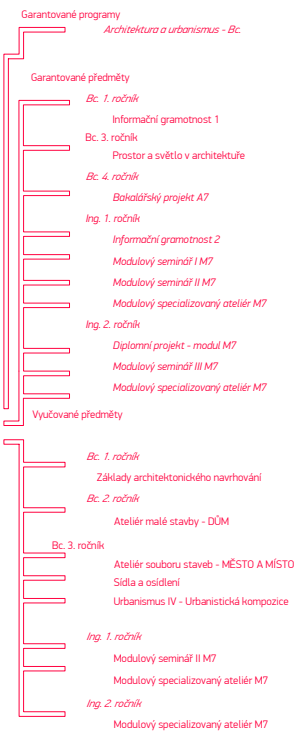 Garantované programy
Architektura a urbanismus - Bc.
Garantované předměty
Bc. 1. ročník
Informační gramotnost 1
Bc. 3. ročník
Prostor a světlo v architektuře
Bc. 4. ročník
Bakalářský projekt A7
Ing. 1. ročník
Informační gramotnost 2
Modulový seminář I M7
Modulový seminář II M7
Modulový specializovaný ateliér M7
Ing. 2. ročník
Diplomní projekt - modul M7
Modulový seminář III M7
Modulový specializovaný ateliér M7
Vyučované předměty
Bc. 1. ročník
Základy architektonického navrhování
Bc. 2. ročník
Ateliér malé stavby - DŮM
Bc. 3. ročník
Ateliér souboru staveb - MĚSTO A MÍSTO
Sídla a osídlení
Urbanismus IV - Urbanistická kompozice
Ing. 1. ročník
Modulový seminář II M7
Modulový specializovaný ateliér M7
Ing. 2. ročník
Modulový specializovaný ateliér M7